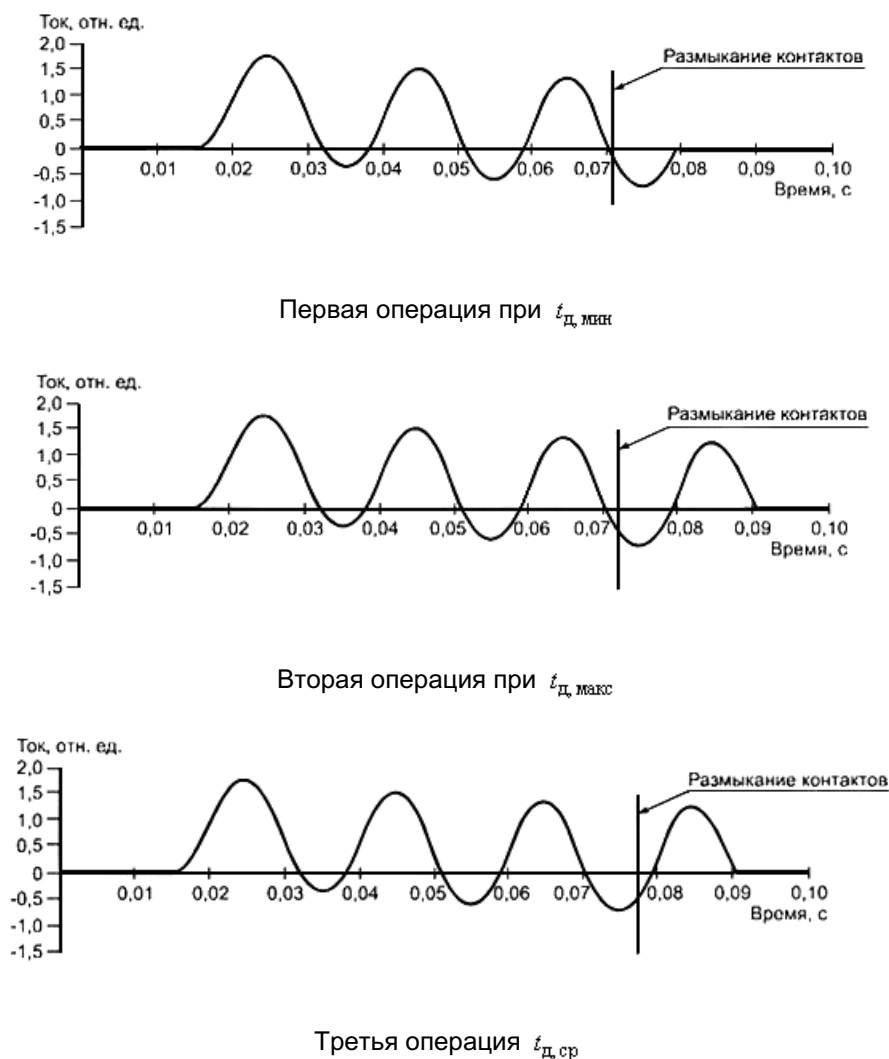 Ток, отн. ед.
2,0
1,5
1,0
0,5
0
-0,5
-1,0
-1,5
Размыкание контактов
0,01 0,02 0,03 0,04 0,05 0,06 0,07 0,08 0,09 0,10
Время, с
Первая операция при tд, мин
Ток, отн. ед.
2,0
1,5
1,0
0,5
0
-0,5
-1,0
-1,5
Размыкание контактов
0,01 0,02 0,03 0,04 0,05 0,06 0,07 0,08 0,09 0,10
Время, с
Вторая операция при tд, макс
Ток, отн. ед.
2,0
1,5
1,0
0,5
0
-0,5
-1,0
-1,5
Размыкание контактов
0,01 0,02 0,03 0,04 0,05 0,06 0,07 0,08 0,09 0,10
Время, с
Третья операция tд, ср